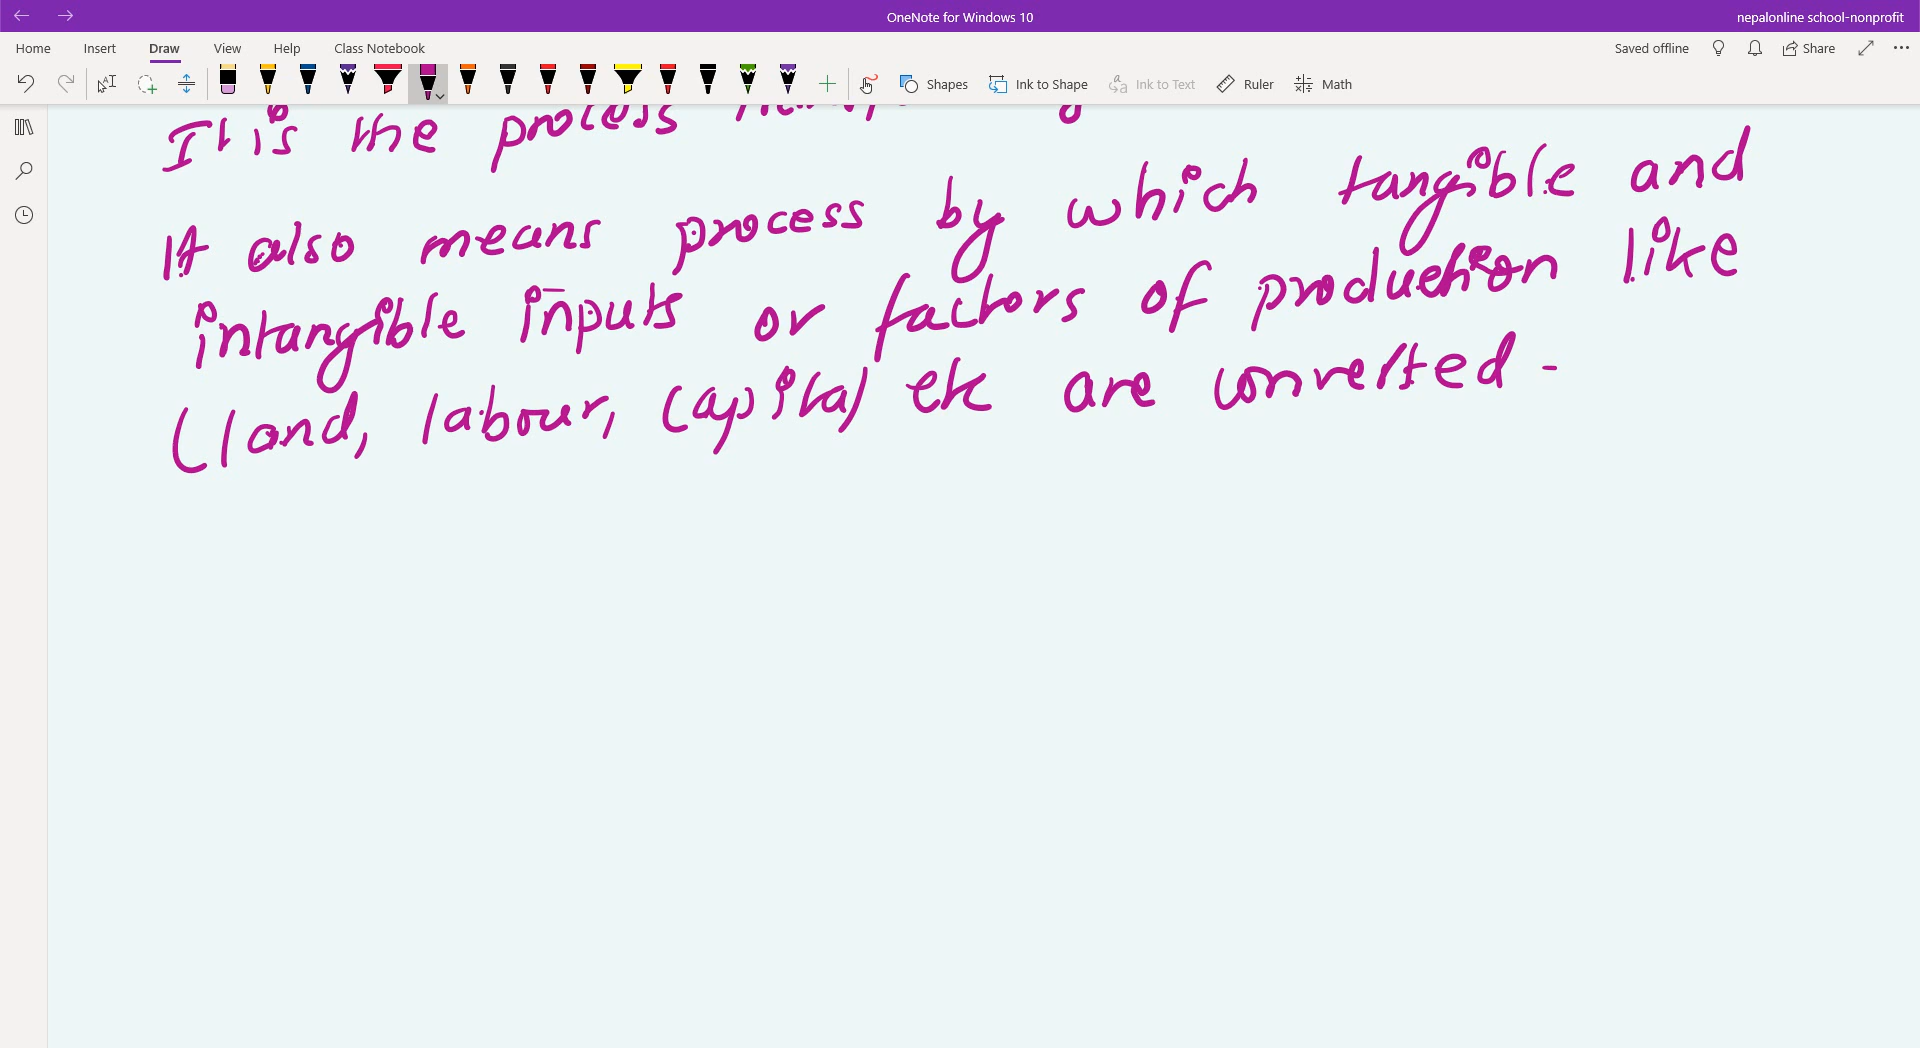 OneNote for Windows 10
nepalonline school-nonprofit
Home Insert Draw View Help Class Notebook
Saved offline Share
Shapes Ink to Shape Ink to Text Ruler Math
It is the process
It also means process by which tangible and
intangible inputs or factors of production like
(land, labour, capital etc are converted -